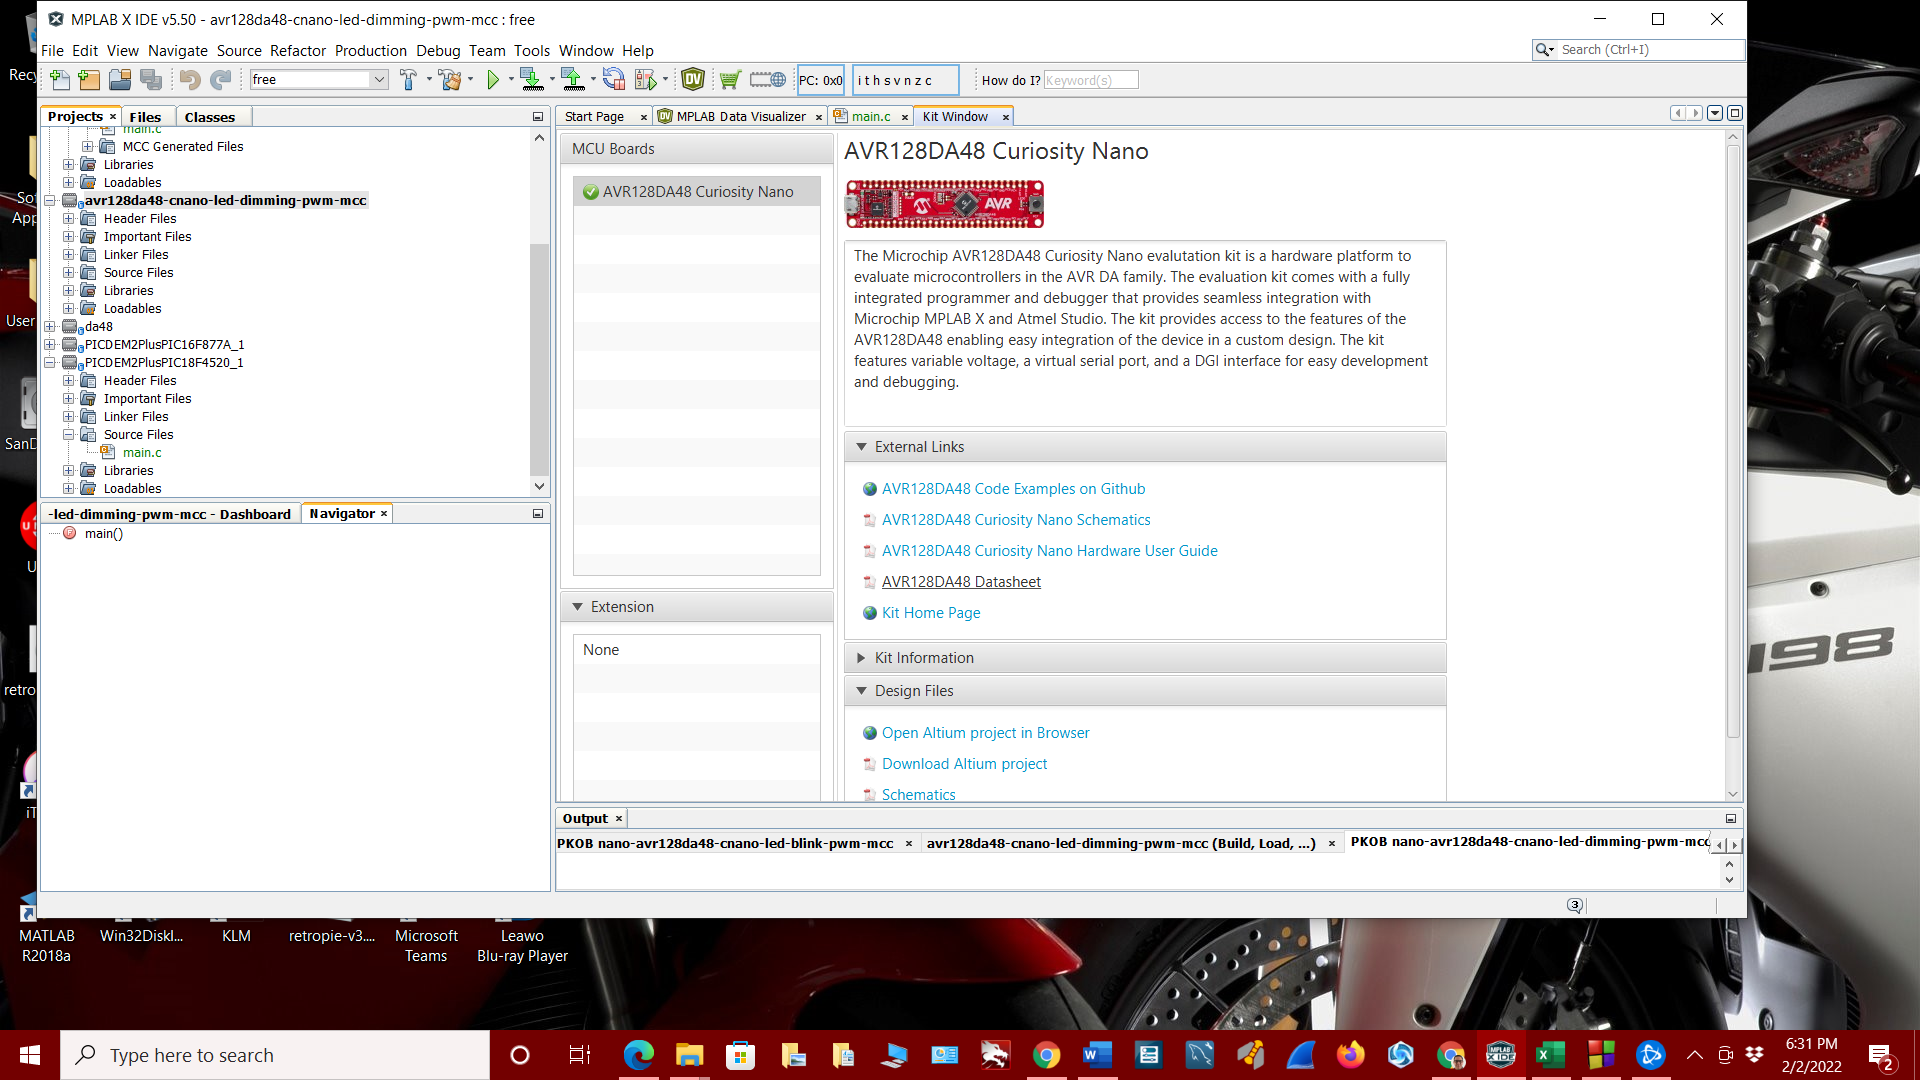 MPLAB X IDE v5.50 - avr128da48-cnano-led-dimming-pwm-mcc : free
File Edit View Navigate Source Refactor Production Debug Team Tools Window Help
Search (Ctrl+I)
free
PC: 0x0
i t h s v n z c
How do I?
Keyword(s)
Projects
Files
Classes
main.c
MCC Generated Files
Libraries
Loadables
avr128da48-cnano-led-dimming-pwm-mcc
Header Files
Important Files
Linker Files
Source Files
Libraries
Loadables
da48
PICDEM2PlusPIC16F877A_1
PICDEM2PlusPIC18F4520_1
Header Files
Important Files
Linker Files
Source Files
main.c
Libraries
Loadables
-led-dimming-pwm-mcc - Dashboard
Navigator
main()
Start Page
DV MPLAB Data Visualizer
main.c
Kit Window
MCU Boards
AVR128DA48 Curiosity Nano
Extension
None
AVR128DA48 Curiosity Nano
AVR
The Microchip AVR128DA48 Curiosity Nano evalutation kit is a hardware platform to
evaluate microcontrollers in the AVR DA family. The evaluation kit comes with a fully
integrated programmer and debugger that provides seamless integration with
Microchip MPLAB X and Atmel Studio. The kit provides access to the features of the
AVR128DA48 enabling easy integration of the device in a custom design. The kit
features variable voltage, a virtual serial port, and a DGI interface for easy development
and debugging.
External Links
AVR128DA48 Code Examples on Github
AVR128DA48 Curiosity Nano Schematics
AVR128DA48 Curiosity Nano Hardware User Guide
AVR128DA48 Datasheet
Kit Home Page
Kit Information
Design Files
Open Altium project in Browser
Download Altium project
Schematics
Output
PKOB nano-avr128da48-cnano-led-blink-pwm-mcc
avr128da48-cnano-led-dimming-pwm-mcc (Build, Load, ...)
PKOB nano-avr128da48-cnano-led-dimming-pwm-mcc
3
Recy
Sof
App
User
SanD
U
retro
iT
1198
MATLAB
R2018a
Win32DiskI...
KLM
retropie-v3....
Microsoft
Teams
Leawo
Blu-ray Player
Type here to search
6:31 PM
2/2/2022
2